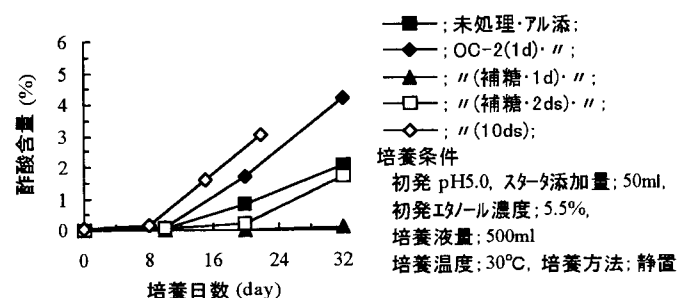 酢酸含量 (%)
6
5
4
3
2
1
0
0 8 16 24 32
培養日数 (day)
;未処理・アル添;
;OC-2(1d)・〃;
;〃(補糖・1d)・〃;
;〃(補糖・2ds)・〃;
;〃(10ds);
培養条件
初発 pH5.0, スタータ添加量;50ml,
初発エタノール濃度;5.5%,
培養液量;500ml
培養温度;30℃, 培養方法;静置